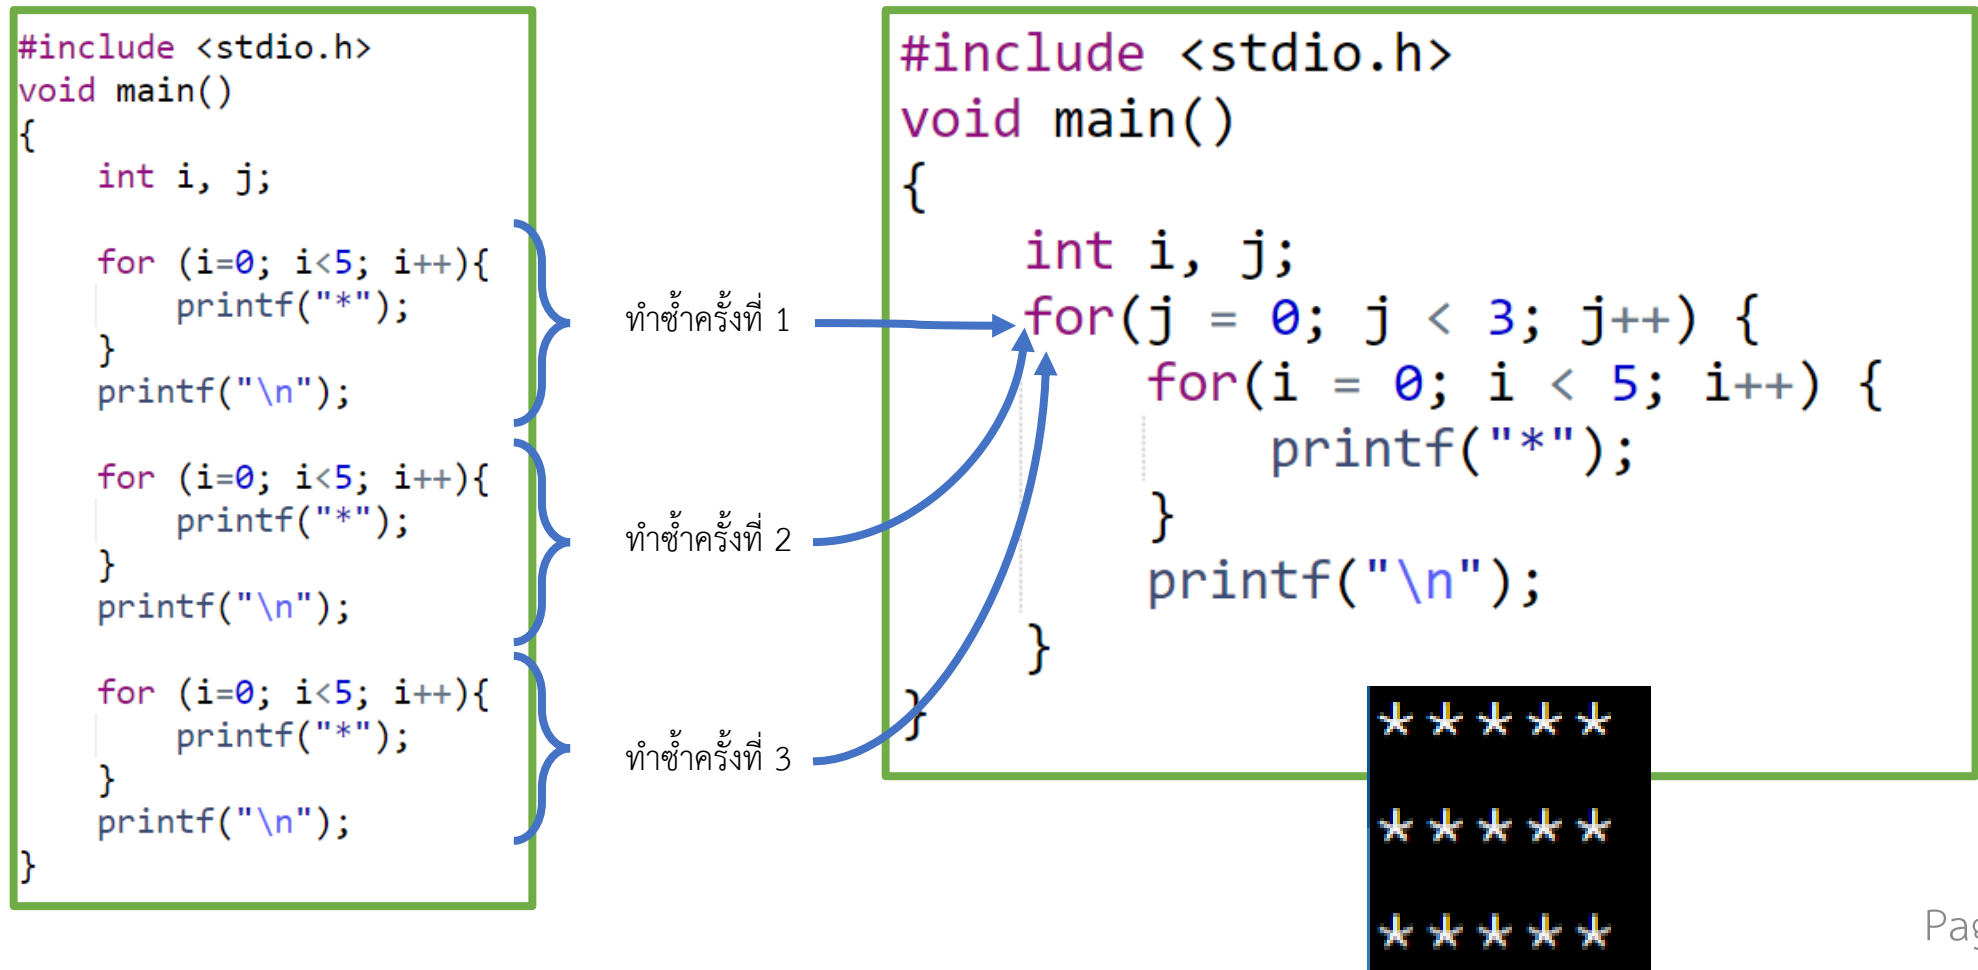 #include <stdio.h>
void main()
{
int i, j;
for (i=0; i<5; i++){
printf("*");
}
printf("\n");
for (i=0; i<5; i++){
printf("*");
}
printf("\n");
for (i=0; i<5; i++){
printf("*");
}
printf("\n");
}
ทำซ้ำครั้งที่ 1
ทำซ้ำครั้งที่ 2
ทำซ้ำครั้งที่ 3
#include <stdio.h>
void main()
{
int i, j;
for(j = 0; j < 3; j++) {
for(i = 0; i < 5; i++) {
printf("*");
}
printf("\n");
}
}
*****
*****
*****